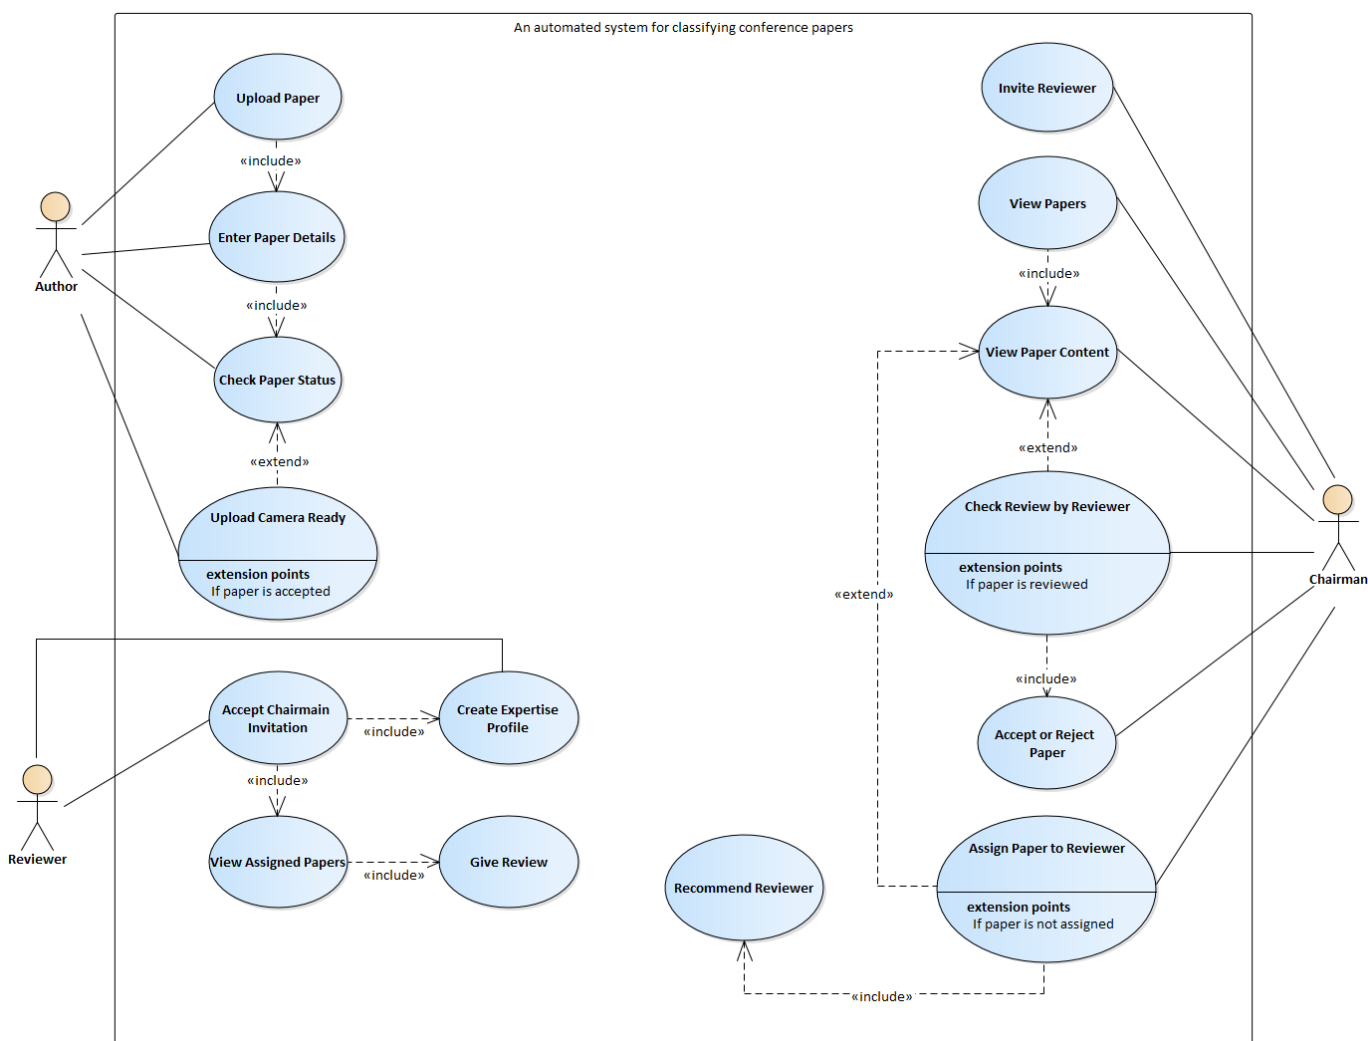 An automated system for classifying conference papers
Upload Paper
«include»
Enter Paper Details
«include»
Check Paper Status
«extend»
Upload Camera Ready
extension points
If paper is accepted
Author
Accept Chairmain
Invitation
«include»
Create Expertise
Profile
«include»
View Assigned Papers
«include»
Give Review
Reviewer
Invite Reviewer
View Papers
«include»
View Paper Content
«extend»
Check Review by Reviewer
extension points
If paper is reviewed
«extend»
«include»
Accept or Reject
Paper
Assign Paper to Reviewer
extension points
If paper is not assigned
Recommend Reviewer
«include»
Chairman